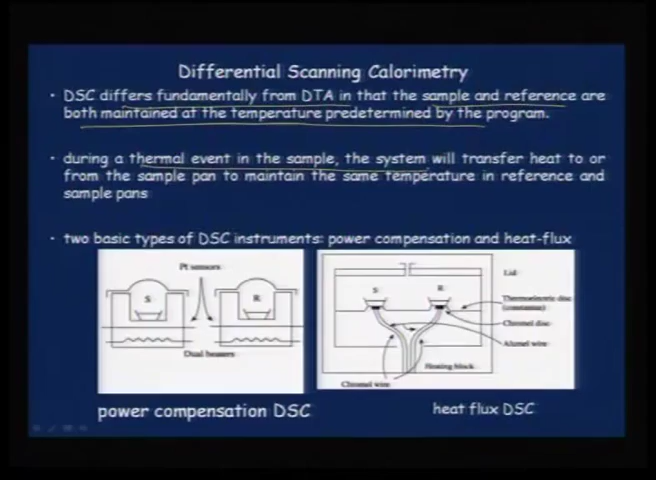 Differential Scanning Calorimetry
• DSC differs fundamentally from DTA in that the sample and reference are
both maintained at the temperature predetermined by the program.
• during a thermal event in the sample, the system will transfer heat to or
from the sample pan to maintain the same temperature in reference and
sample pans
• two basic types of DSC instruments: power compensation and heat-flux
Pt sensors
S
R
Dual heaters
power compensation DSC
Lid
S
R
Thermoelectric disc
(constantan)
Chromel disc
Alumel wire
Heating block
Chromel wire
heat flux DSC